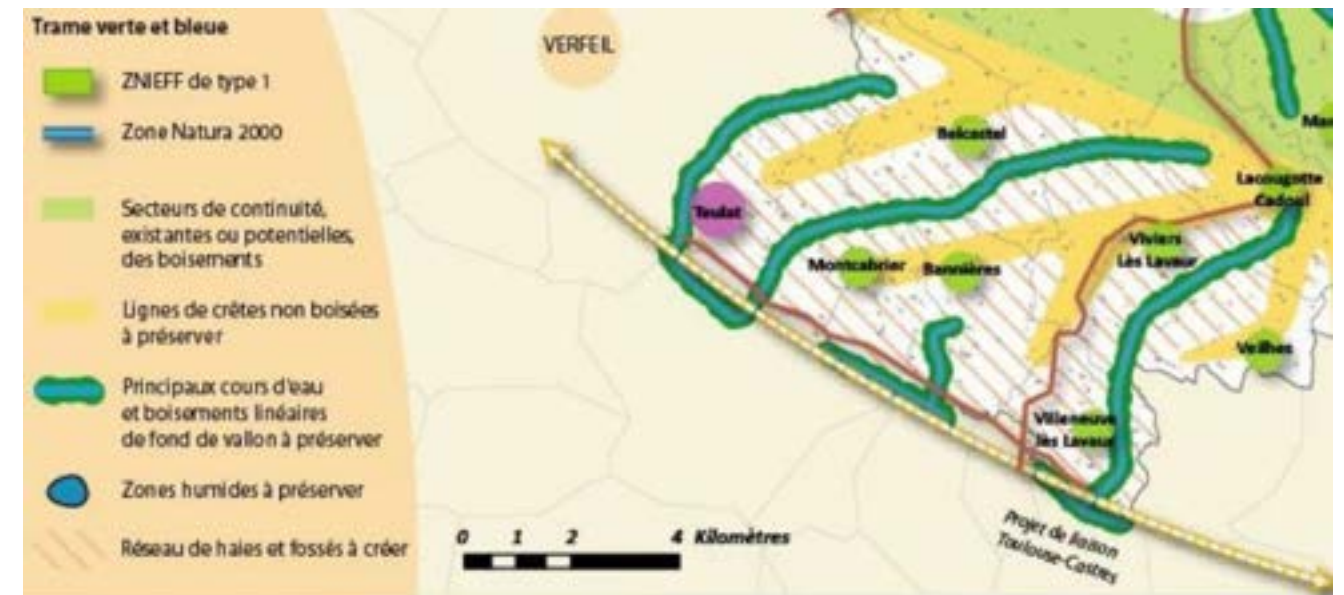 Trame verte et bleue
ZNIEFF de type 1
Zone Natura 2000
Secteurs de continuité,
existantes ou potentielles,
des boisements
Lignes de crêtes non boisées
à préserver
Principaux cours d'eau
et boisements linéaires
de fond de vallon à préserver
Zones humides à préserver
Réseau de haies et fossés à créer
VERFEIL
Belcastel
Lacougotte
Cadoul
Teulat
Viviers
Lès Lavaur
Montcabrier
Bannières
Veilhes
Villeneuve
lès Lavaur
0 1 2 4 Kilomètres
Projet de liaison
Toulouse-Castres